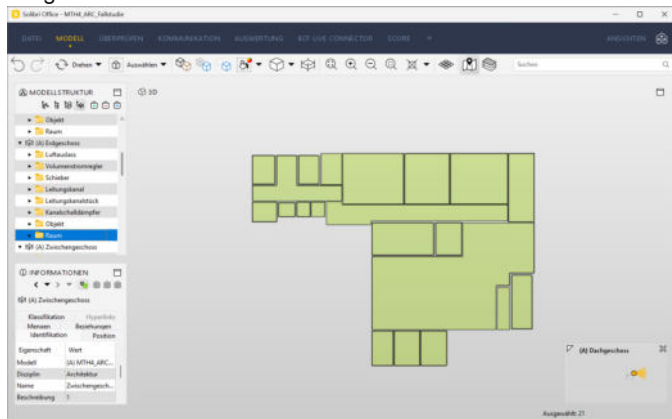 Solibri Office - MTH4_ARC_Fallstudie
DATEI MODELL ÜBERPRÜFEN KOMMUNIKATION AUSWERTUNG BCF LIVE CONNECTOR SCORE + ANSICHTEN
Drehen Auswählen Suchen
MODELLSTRUKTUR
3D
Objekt
Raum
(A) Erdgeschoss
Luftauslass
Volumenstromregler
Schieber
Leitungskanal
Leitungskanalstück
Kanalschalldämpfer
Objekt
Raum
(A) Zwischengeschoss
INFORMATIONEN
(A) Zwischengeschoss
Klassifikation Hyperlinks
Mengen Beziehungen
Identifikation Position
Eigenschaft Wert
Modell (A) MTH4_ARC...
Disziplin Architektur
Name Zwischengesch...
Beschreibung 1
(A) Dachgeschoss
Ausgewählt: 21